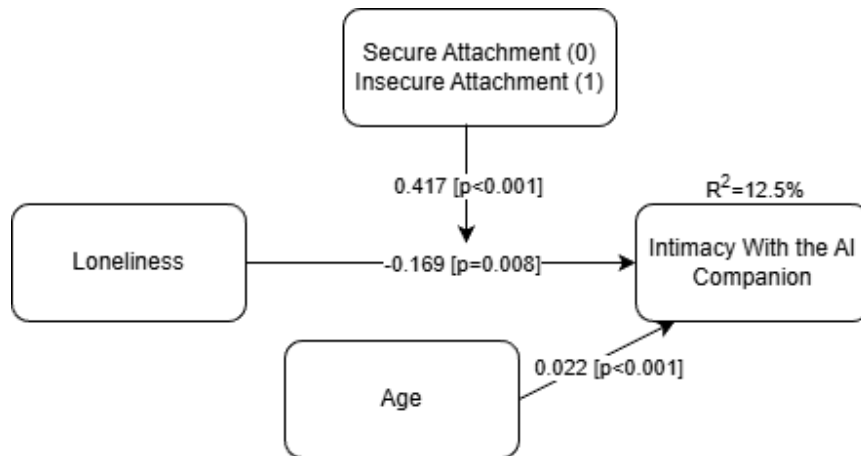 Secure Attachment (0)
Insecure Attachment (1)
0.417 [p<0.001]
R²=12.5%
Loneliness
-0.169 [p=0.008]
Intimacy With the AI
Companion
0.022 [p<0.001]
Age